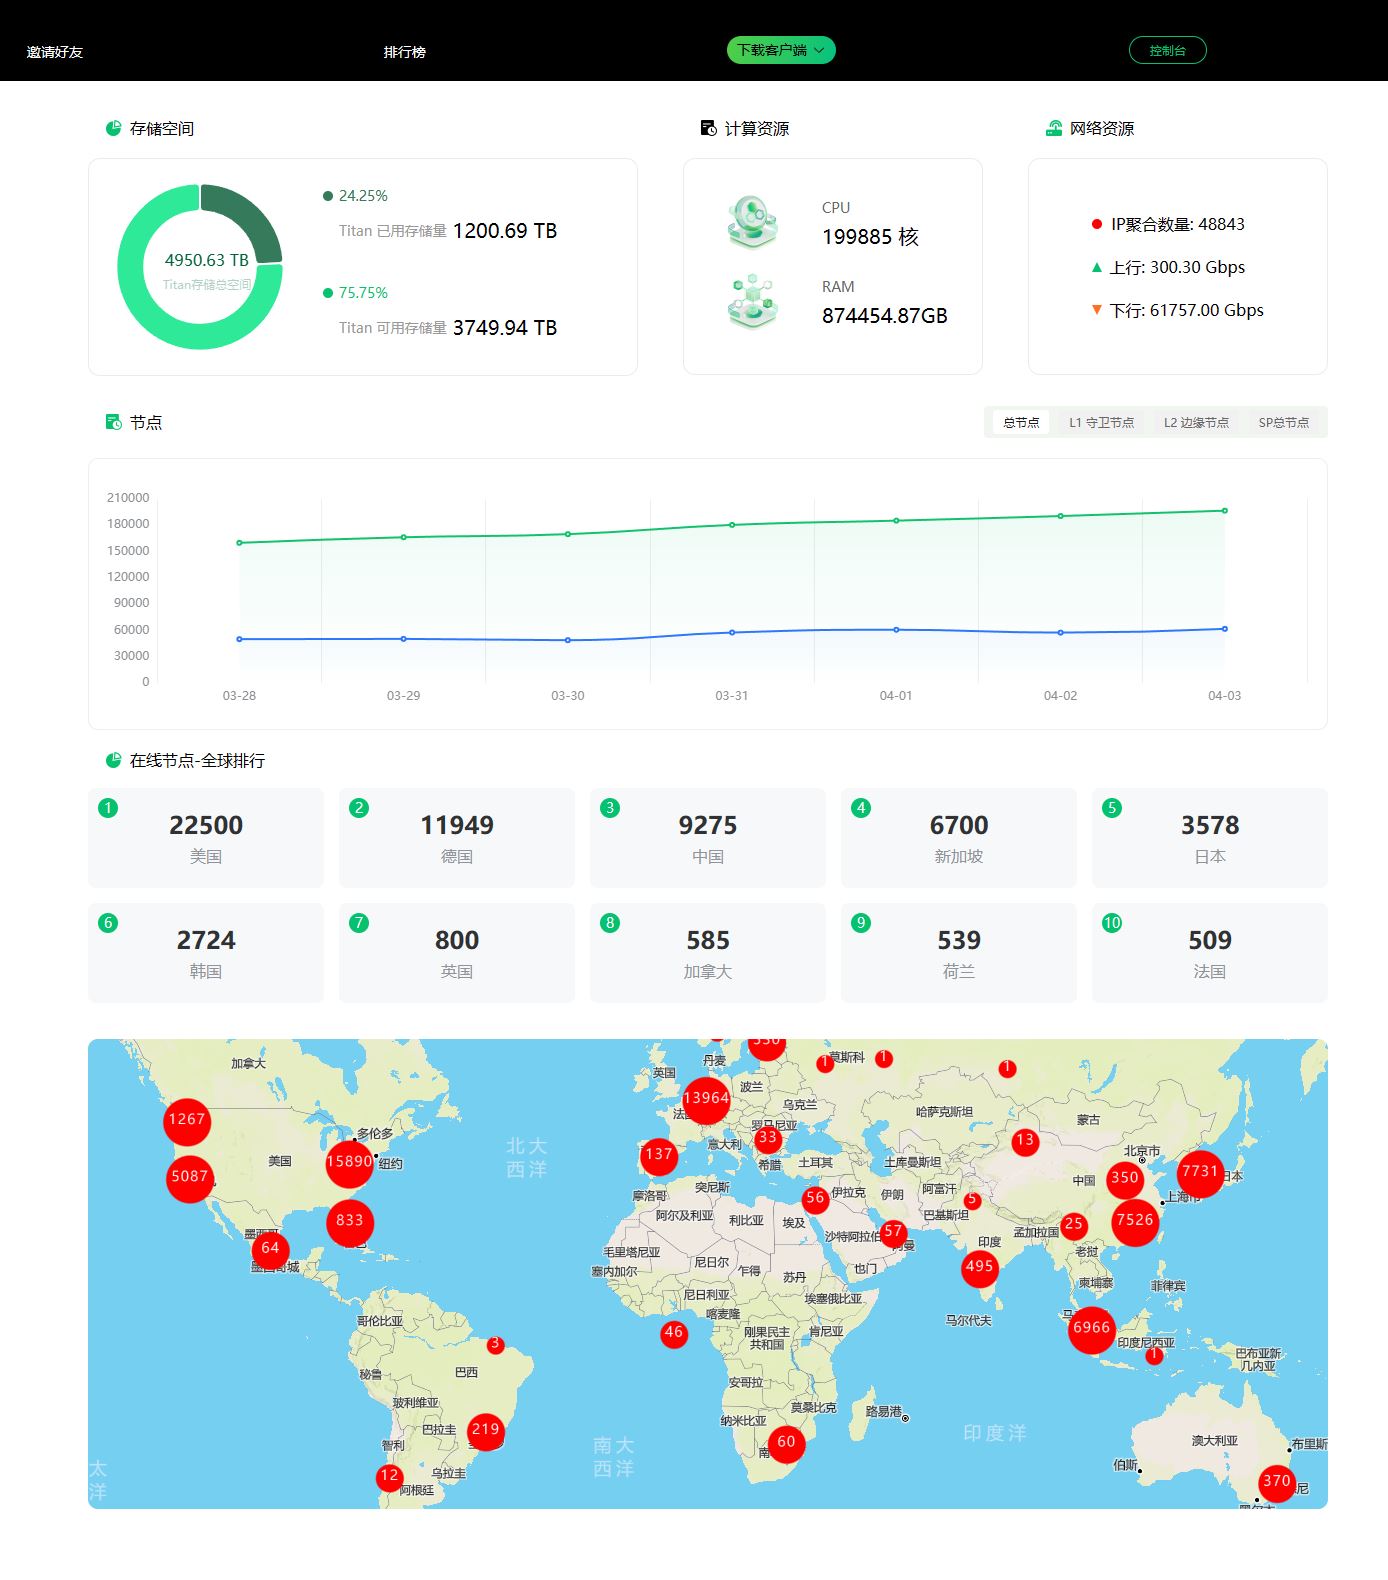 邀请好友
排行榜
下载客户端
控制台
存储空间
计算资源
网络资源
24.25%
Titan 已用存储量 1200.69 TB
4950.63 TB
Titan存储总空间
75.75%
Titan 可用存储量 3749.94 TB
CPU
199885 核
RAM
874454.87GB
IP聚合数量: 48843
上行: 300.30 Gbps
下行: 61757.00 Gbps
节点
总节点
L1 守卫节点
L2 边缘节点
SP总节点
210000
180000
150000
120000
90000
60000
30000
0
03-28
03-29
03-30
03-31
04-01
04-02
04-03
在线节点-全球排行
1
22500
美国
2
11949
德国
3
9275
中国
4
6700
新加坡
5
3578
日本
6
2724
韩国
7
800
英国
8
585
加拿大
9
539
荷兰
10
509
法国
加拿大
丹麦
530
1
莫斯科
1
1
英国
波兰
13964
乌克兰
哈萨克斯坦
蒙古
1267
多伦多
北大
西洋
罗马尼亚
33
意大利
13
北京市
美国
15890
纽约
137
希腊
土耳其
土库曼斯坦
5087
中国
350
7731
日本
突尼斯
摩洛哥
56
伊拉克
伊朗
阿富汗
5
上海市
833
阿尔及利亚
利比亚
埃及
沙特阿拉伯
57
阿曼
巴基斯坦
25
孟加拉国
7526
墨西哥
64
墨西哥城
毛里塔尼亚
尼日尔
乍得
苏丹
也门
印度
495
老挝
塞内加尔
柬埔寨
菲律宾
尼日利亚
埃塞俄比亚
喀麦隆
哥伦比亚
马尔代夫
46
刚果民主
共和国
肯尼亚
6966
印度尼西亚
1
3
巴布亚新
几内亚
秘鲁
巴西
安哥拉
玻利维亚
莫桑比克
路易港
纳米比亚
巴拉圭
219
60
印度洋
智利
南大
西洋
澳大利亚
布里斯
太
洋
12
乌拉圭
阿根廷
伯斯
370